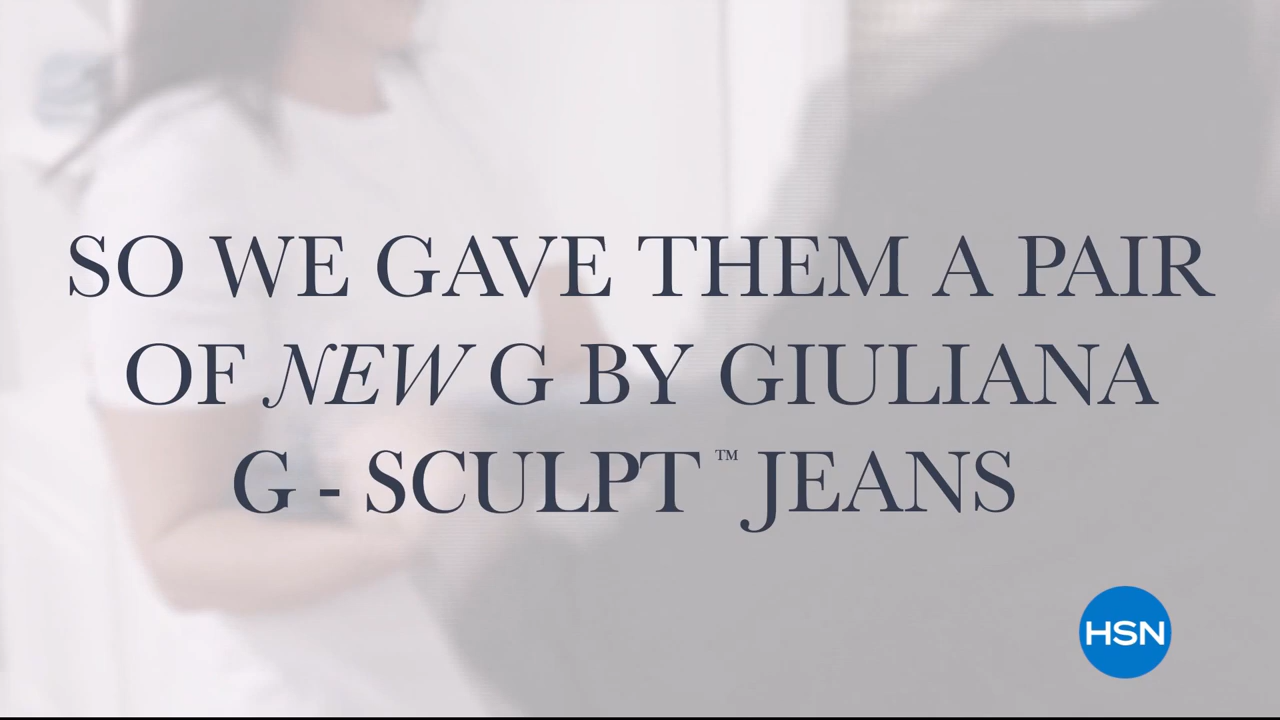 SO WE GAVE THEM A PAIR
OF NEW G BY GIULIANA
G - SCULPT™ JEANS
HSN